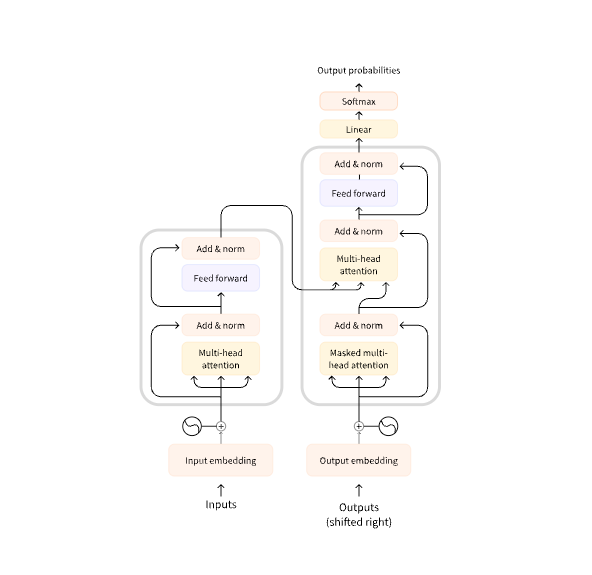 Output probabilities
Softmax
Linear
Add & norm
Feed forward
Add & norm
Multi-head
attention
Add & norm
Masked multi-
head attention
Output embedding
Outputs
(shifted right)
Add & norm
Feed forward
Add & norm
Multi-head
attention
Input embedding
Inputs